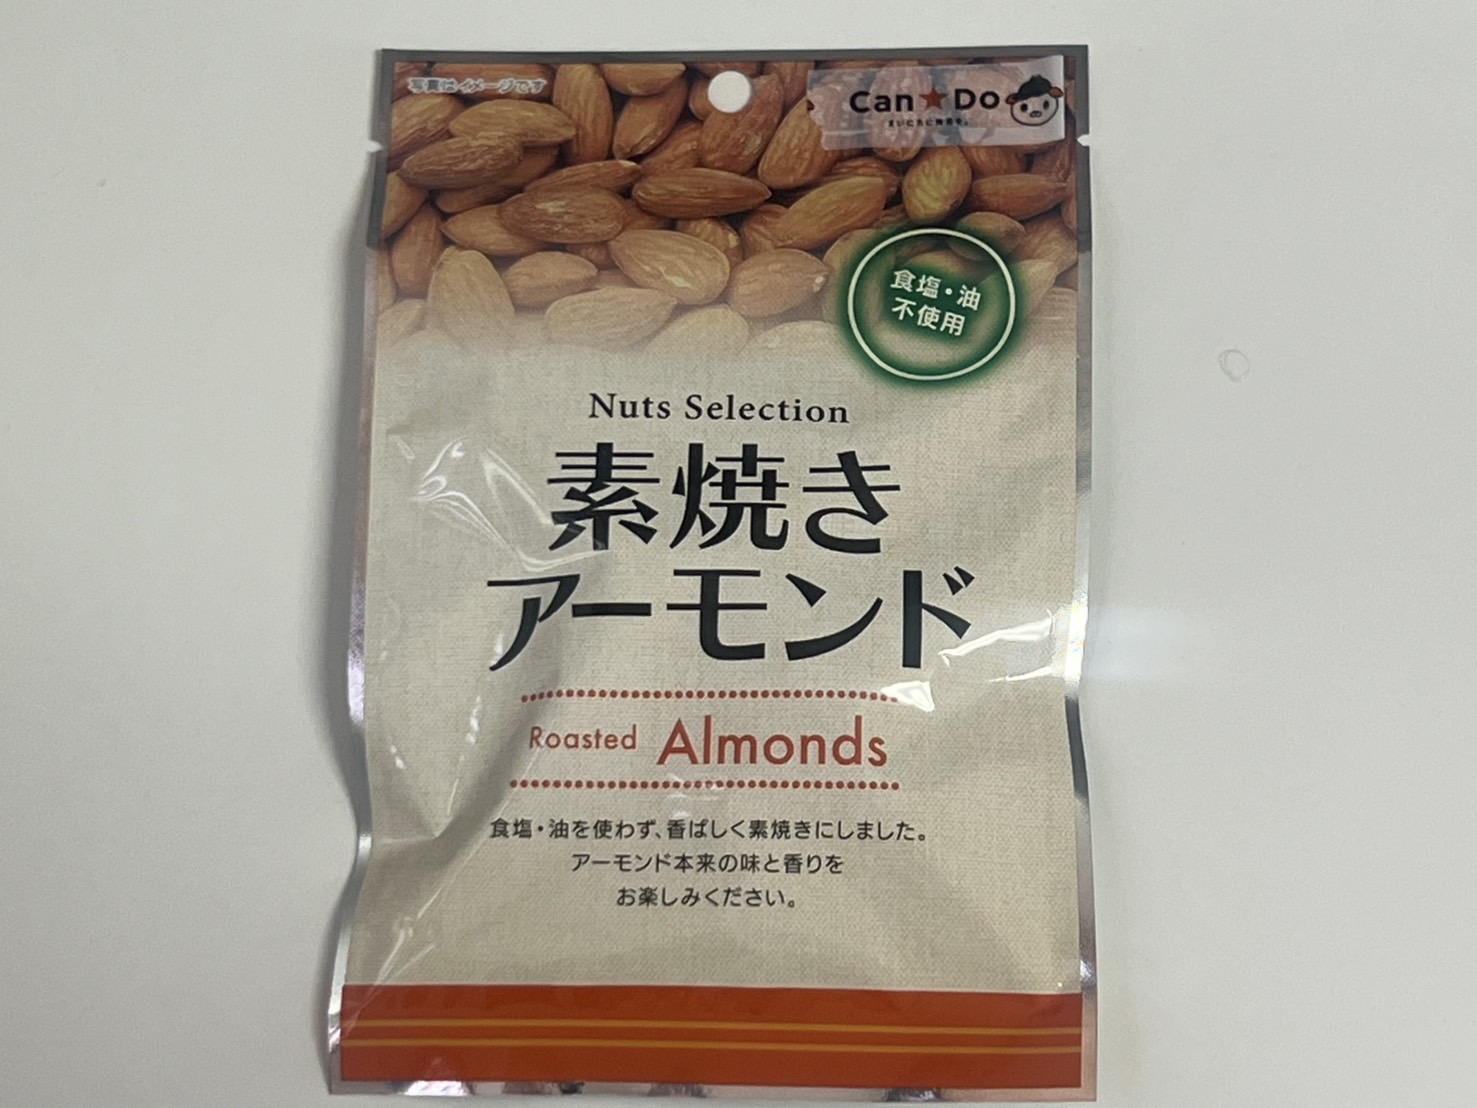 写真はイメージです
Can★Do
食塩・油
不使用
Nuts Selection
素焼き
アーモンド
Roasted Almonds
食塩・油を使わず、香ばしく素焼きにしました。
アーモンド本来の味と香りを
お楽しみください。